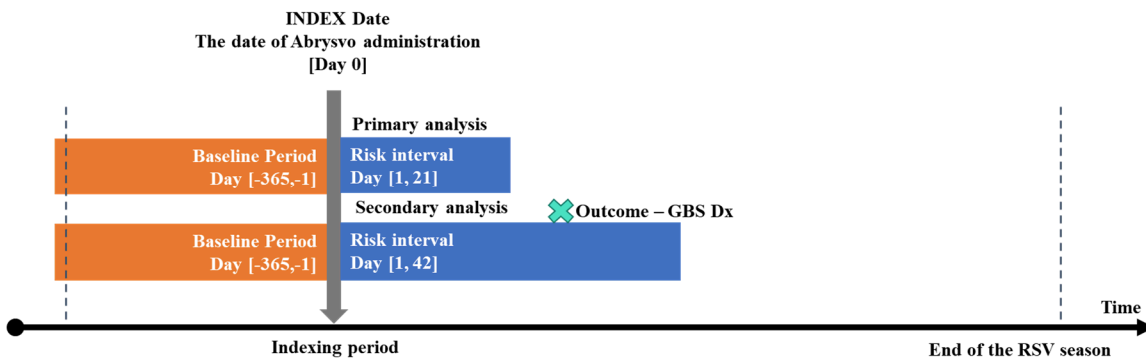 INDEX Date
The date of Abrysvo administration
[Day 0]
Primary analysis
Baseline Period
Day [-365,-1]
Risk interval
Day [1, 21]
Secondary analysis
Outcome – GBS Dx
Baseline Period
Day [-365,-1]
Risk interval
Day [1, 42]
Time
Indexing period
End of the RSV season